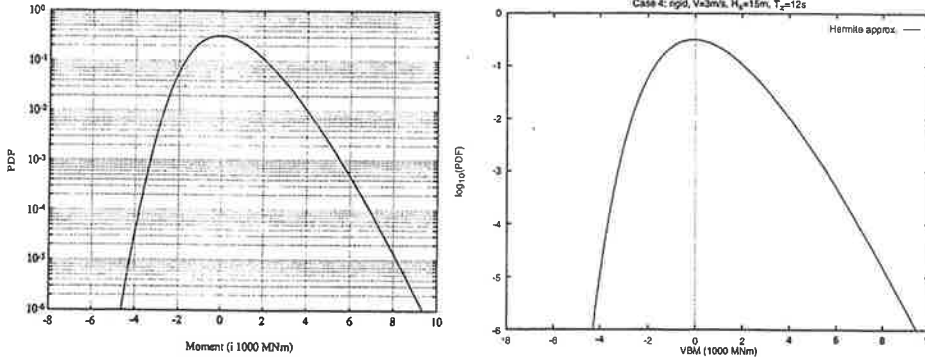 10⁰
10⁻¹
10⁻²
10⁻³
10⁻⁴
10⁻⁵
10⁻⁶
PDF
-8 -6 -4 -2 0 2 4 6 8 10
Moment (i 1000 MNm)
Case 4: rigid, V=3m/s, Hs=15m, Tz=12s
Hermite approx.
0
-1
-2
-3
-4
-5
-6
log10(PDF)
-8 -6 -4 -2 0 2 4 6 8
VBM (1000 MNm)